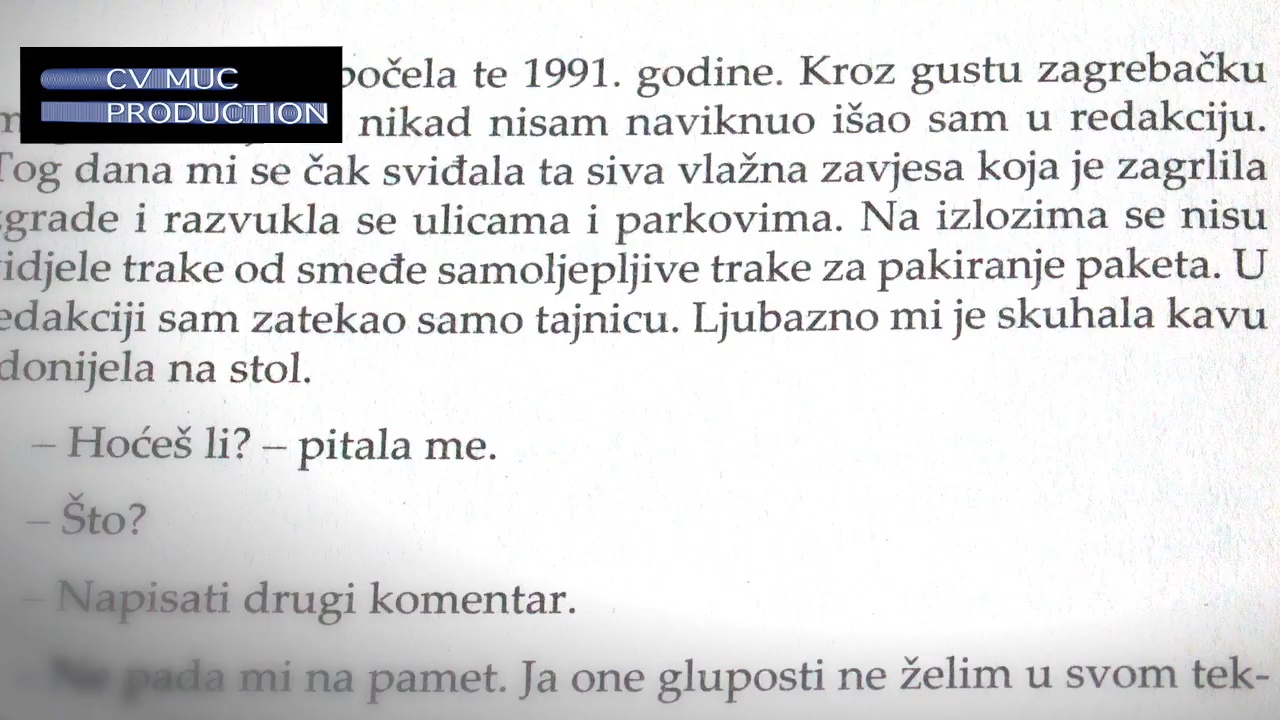 CV MUC
PRODUCTION
počela te 1991. godine. Kroz gustu zagrebačku
nikad nisam naviknuo išao sam u redakciju.
Tog dana mi se čak sviđala ta siva vlažna zavjesa koja je zagrlila
zgrade i razvukla se ulicama i parkovima. Na izlozima se nisu
idjele trake od smeđe samoljepljive trake za pakiranje paketa. U
edakciji sam zatekao samo tajnicu. Ljubazno mi je skuhala kavu
donijela na stol.
– Hoćeš li? – pitala me.
– Što?
– Napisati drugi komentar.
pada mi na pamet. Ja one gluposti ne želim u svom tek-